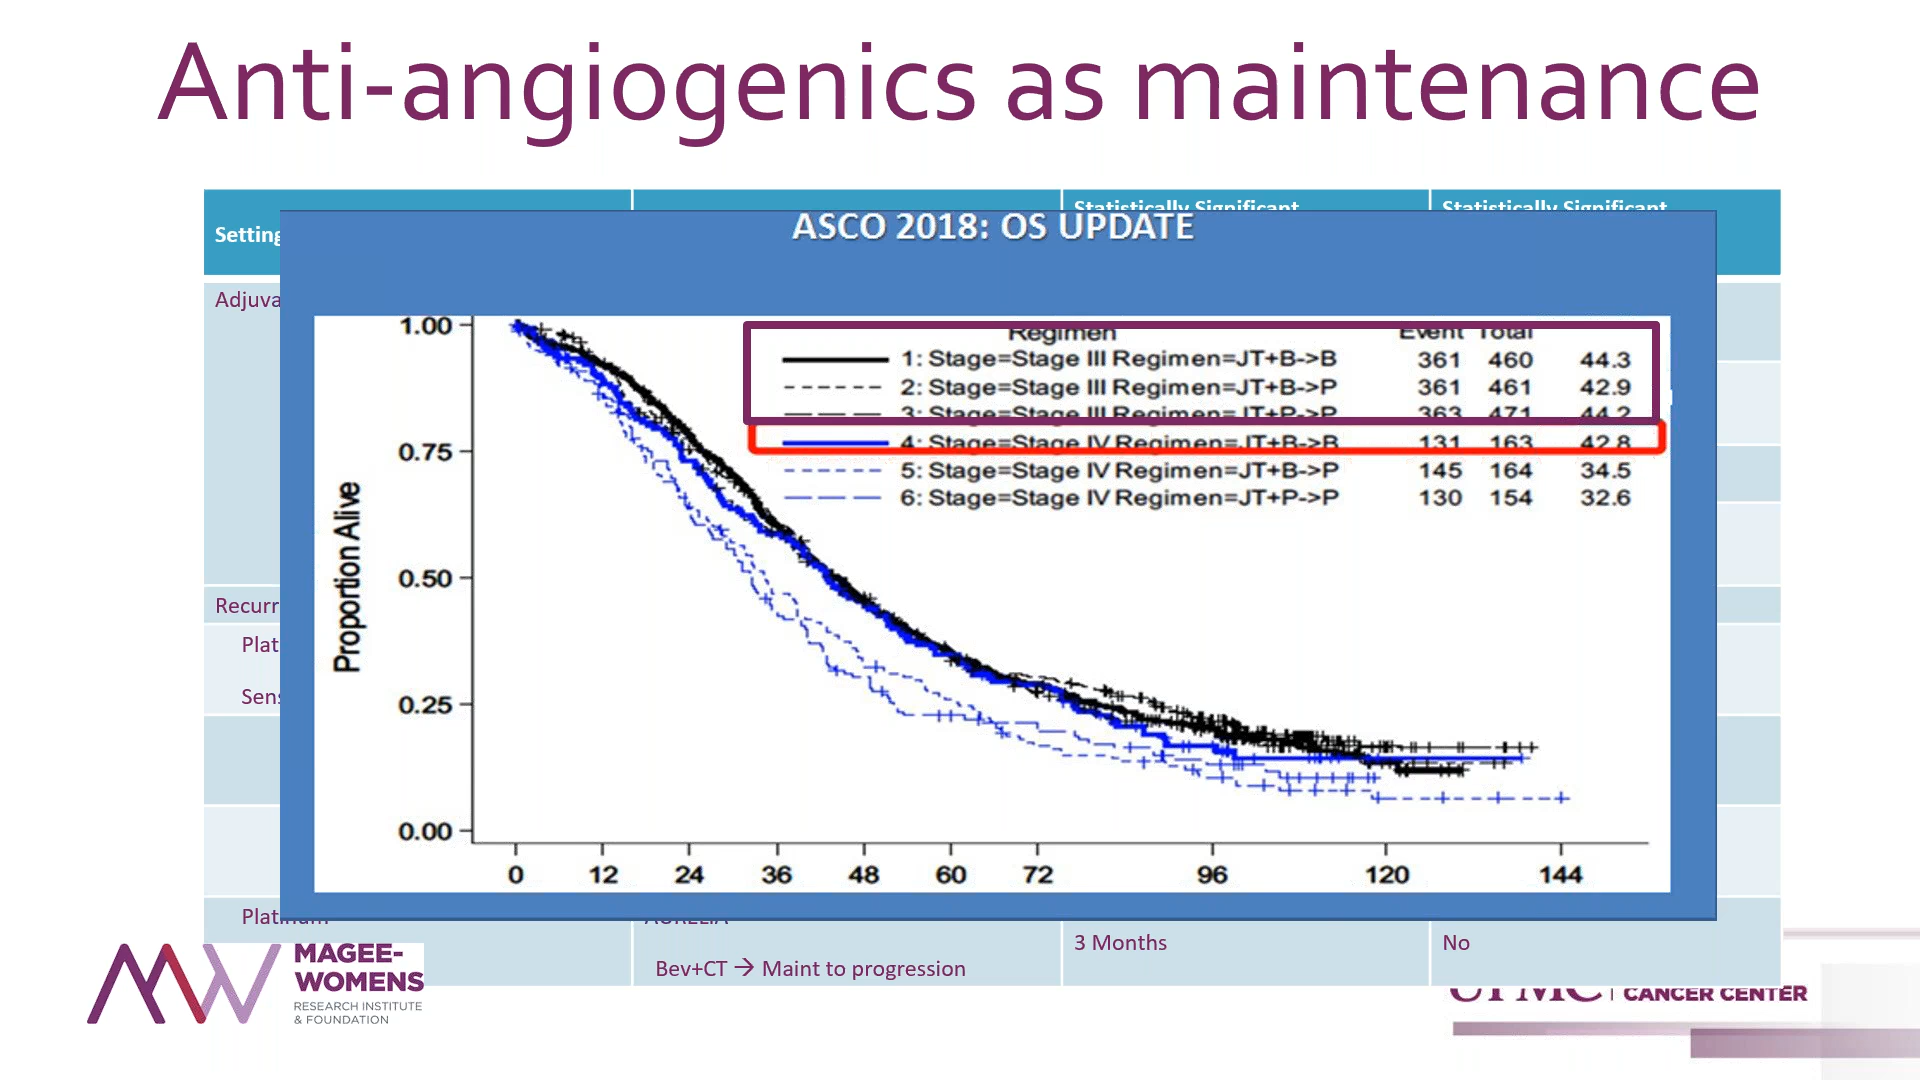 Anti-angiogenics as maintenance
Statistically Significant
Statistically Significant
Setting
ASCO 2018: OS UPDATE
Adjuva
Regimen Event Total
1: Stage=Stage III Regimen=JT+B->B 361 460 44.3
2: Stage=Stage III Regimen=JT+B->P 361 461 42.9
3: Stage=Stage III Regimen=JT+P->P 363 471 44.2
4: Stage=Stage IV Regimen=JT+B->B 131 163 42.8
5: Stage=Stage IV Regimen=JT+B->P 145 164 34.5
6: Stage=Stage IV Regimen=JT+P->P 130 154 32.6
1.00
0.75
0.50
0.25
0.00
Proportion Alive
0 12 24 36 48 60 72 96 120 144
Recurr
Plat
Sens
Platinum
AURELIA
Bev+CT → Maint to progression
3 Months
No
MAGEE-
WOMENS
RESEARCH INSTITUTE
& FOUNDATION
UPMC | CANCER CENTER